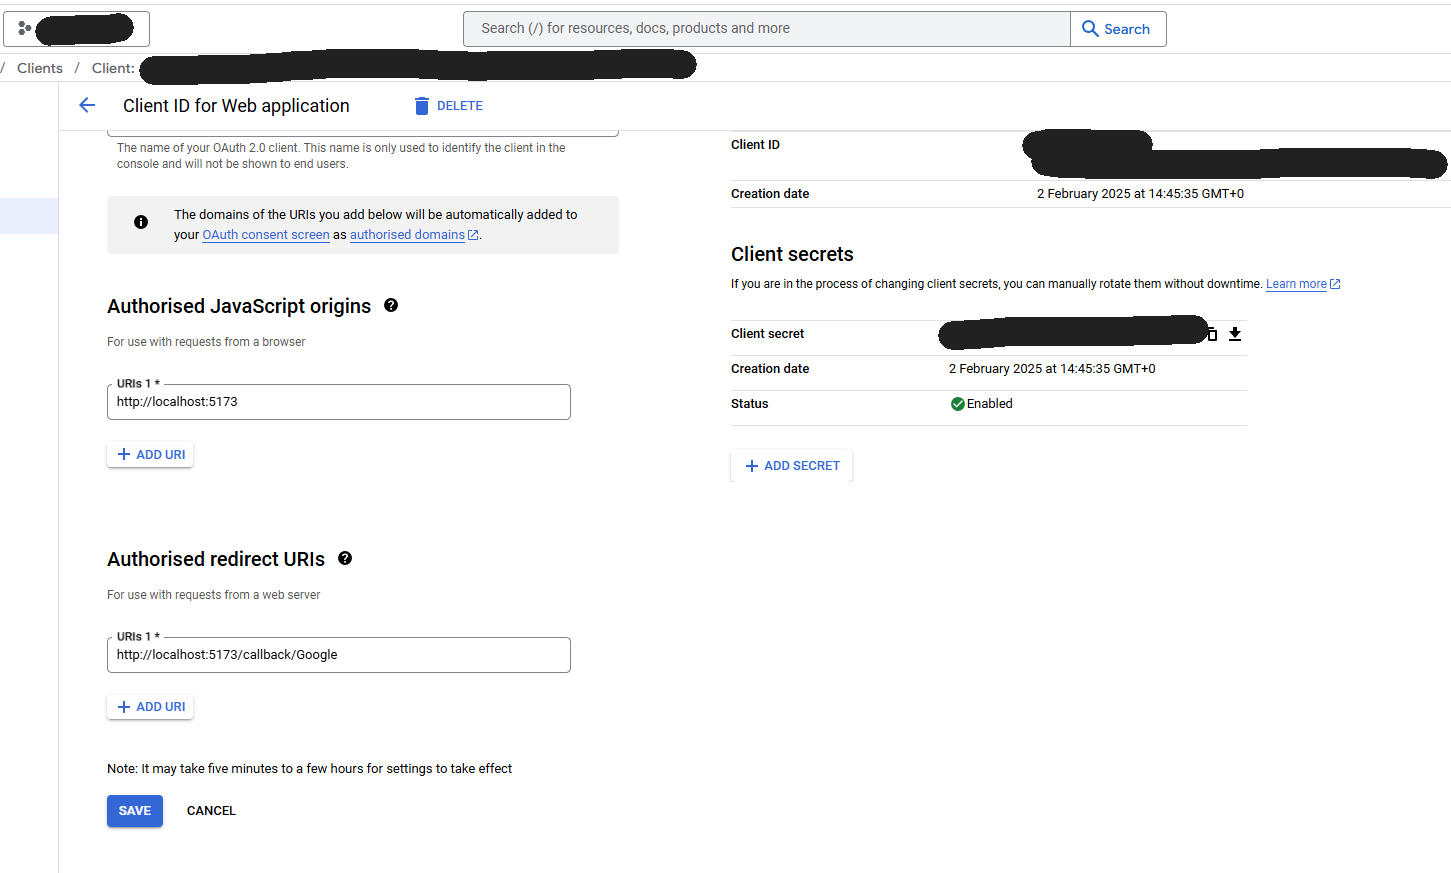 Search (/) for resources, docs, products and more
Search
/ Clients / Client:
Client ID for Web application
DELETE
The name of your OAuth 2.0 client. This name is only used to identify the client in the
console and will not be shown to end users.
The domains of the URIs you add below will be automatically added to
your OAuth consent screen as authorised domains.
Authorised JavaScript origins
For use with requests from a browser
URIs 1 *
http://localhost:5173
ADD URI
Authorised redirect URIs
For use with requests from a web server
URIs 1 *
http://localhost:5173/callback/Google
ADD URI
Note: It may take five minutes to a few hours for settings to take effect
SAVE
CANCEL
Client ID
Creation date
2 February 2025 at 14:45:35 GMT+0
Client secrets
If you are in the process of changing client secrets, you can manually rotate them without downtime. Learn more
Client secret
Creation date
2 February 2025 at 14:45:35 GMT+0
Status
Enabled
ADD SECRET